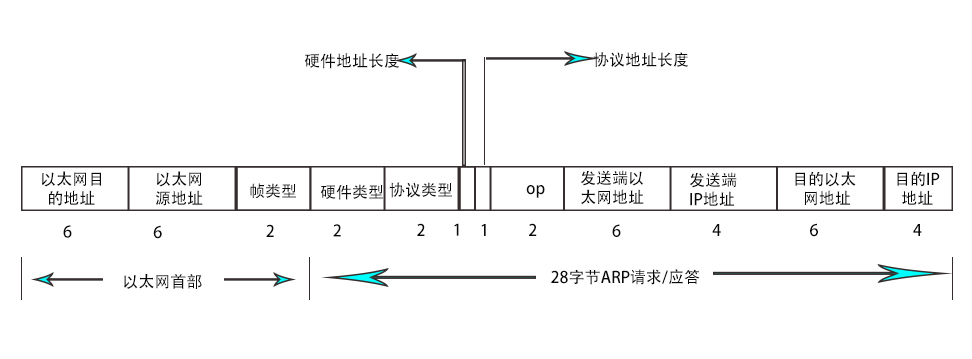 硬件地址长度
协议地址长度
以太网目
的地址
以太网
源地址
帧类型
硬件类型
协议类型
op
发送端以
太网地址
发送端
IP地址
目的以太
网地址
目的IP
地址
6 6 2 2 2 1 1 2 6 4 6 4
以太网首部
28字节ARP请求/应答